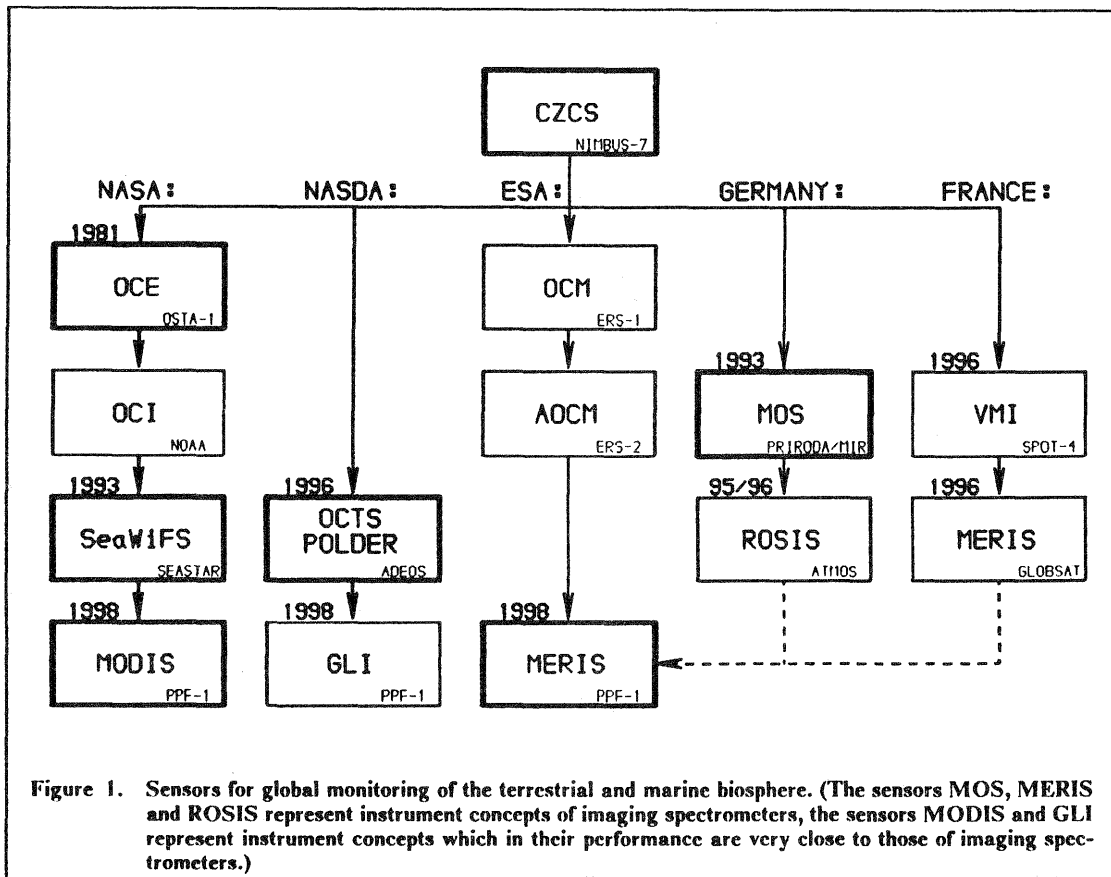 CZCS
NIMBUS-7
NASA:
NASDA:
ESA:
GERMANY:
FRANCE:
1981
OCE
OSTA-1
OCM
ERS-1
OCI
NOAA
AOCM
ERS-2
1993
MOS
PRIRODA/MIR
1996
VMI
SPOT-4
1993
SeaWiFS
SEASTAR
1996
OCTS
POLDER
ADEOS
95/96
ROSIS
ATMOS
1996
MERIS
GLOBSAT
1998
MODIS
PPF-1
1998
GLI
PPF-1
1998
MERIS
PPF-1
Figure 1. Sensors for global monitoring of the terrestrial and marine biosphere. (The sensors MOS, MERIS
and ROSIS represent instrument concepts of imaging spectrometers, the sensors MODIS and GLI
represent instrument concepts which in their performance are very close to those of imaging spec-
trometers.)